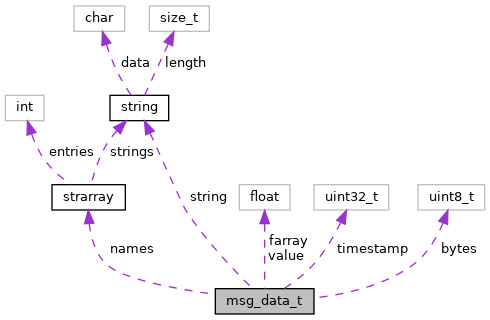 char
size_t
data
length
int
string
entries
strings
strarray
string
float
uint32_t
uint8_t
names
farray
value
timestamp
bytes
msg_data_t